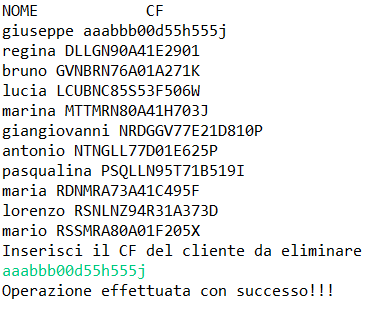 NOME CF
giuseppe aaabbb00d55h555j
regina DLLGN90A41E2901
bruno GVNBRN76A01A271K
lucia LCUBNC85S53F506W
marina MTTMRN80A41H703J
giangiovanni NRDGGV77E21D810P
antonio NTNGLL77D01E625P
pasqualina PSQLLN95T71B519I
maria RDNMRA73A41C495F
lorenzo RSNLNZ94R31A373D
mario RSSMRA80A01F205X
Inserisci il CF del cliente da eliminare
aaabbb00d55h555j
Operazione effettuata con successo!!!